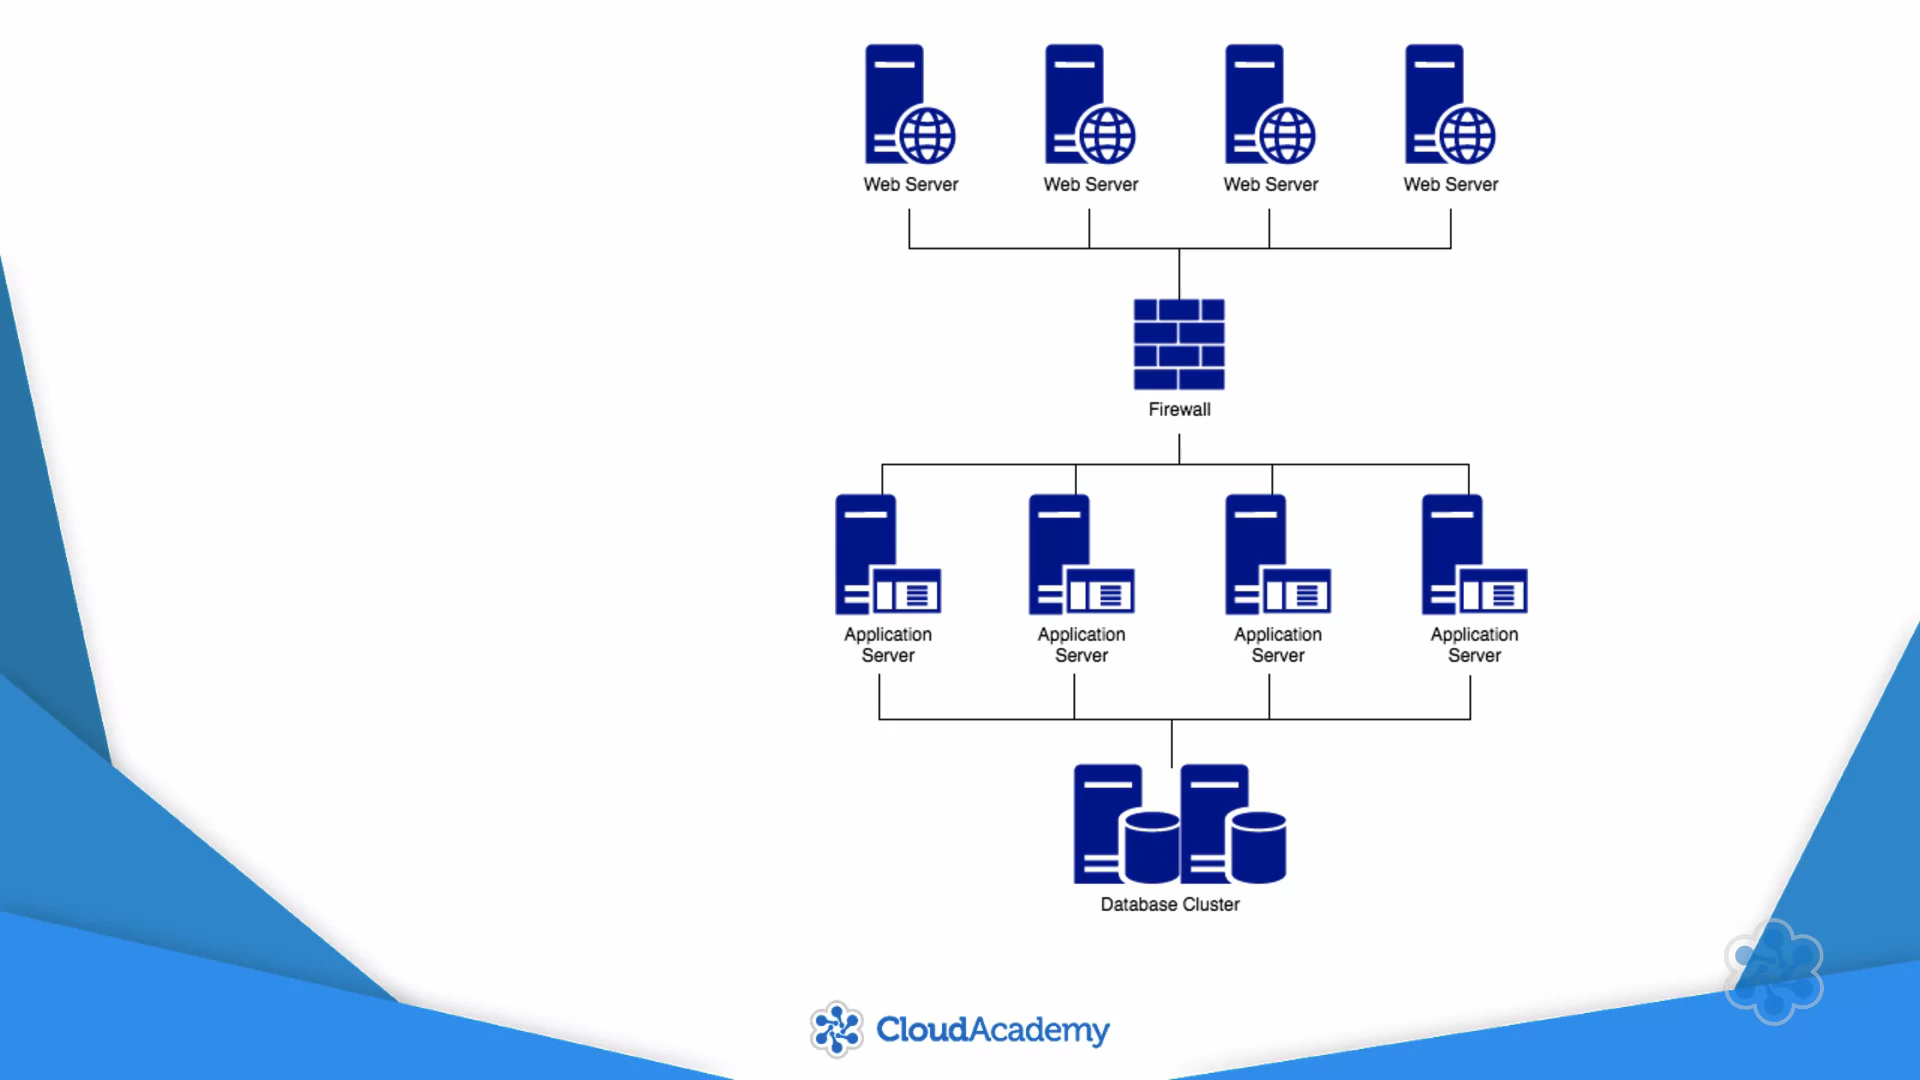 Web Server Web Server Web Server Web Server
Firewall
Application Application Application Application
Server Server Server Server
Database Cluster
CloudAcademy